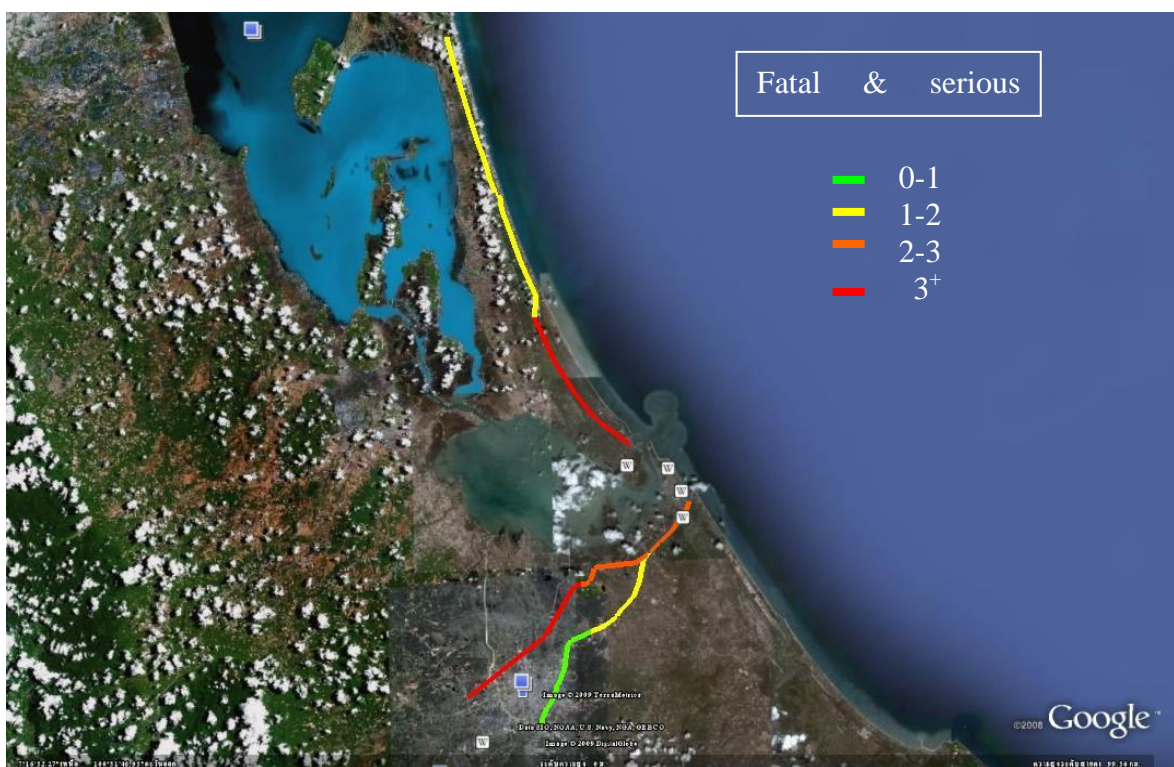 Fatal & serious
0-1
1-2
2-3
3+
W
W
W
W
Image © 2009 TerraMetrics
Data SIO, NOAA, U.S. Navy, NGA, GEBCO
Image © 2009 DigitalGlobe
W
©2008 Google™